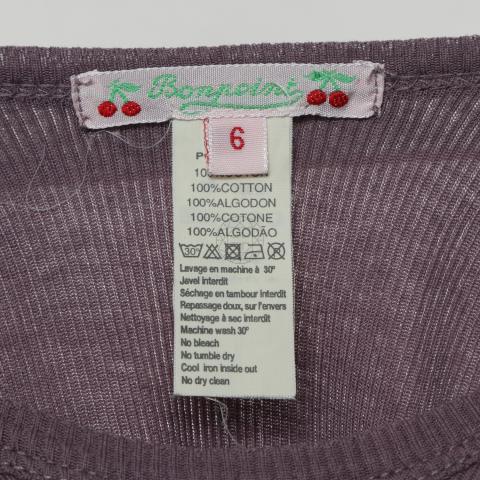 Bonpoint
6
100%COTTON
100%ALGODON
100%COTONE
100%ALGODÃO
30°
Lavage en machine à 30°
Javel interdit
Séchage en tambour interdit
Repassage doux, sur l'envers
Nettoyage à sec interdit
Machine wash 30°
No bleach
No tumble dry
Cool iron inside out
No dry clean